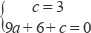 c = 3
9a + 6 + c = 0